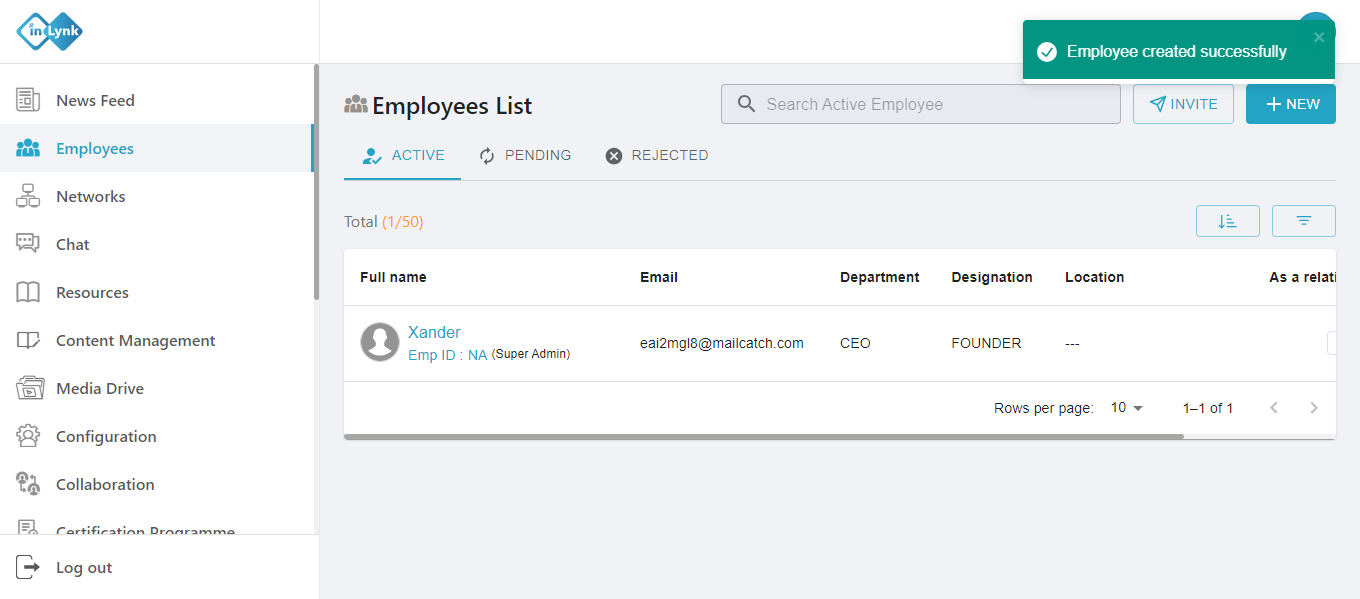 inLynk
Employee created successfully
News Feed
Employees
Networks
Chat
Resources
Content Management
Media Drive
Configuration
Collaboration
Certification Programme
Log out
Employees List
Search Active Employee
INVITE
NEW
ACTIVE PENDING REJECTED
Total (1/50)
Full name Email Department Designation Location As a relati
Xander
Emp ID : NA (Super Admin)
eai2mgl8@mailcatch.com CEO FOUNDER ---
Rows per page: 10 1–1 of 1